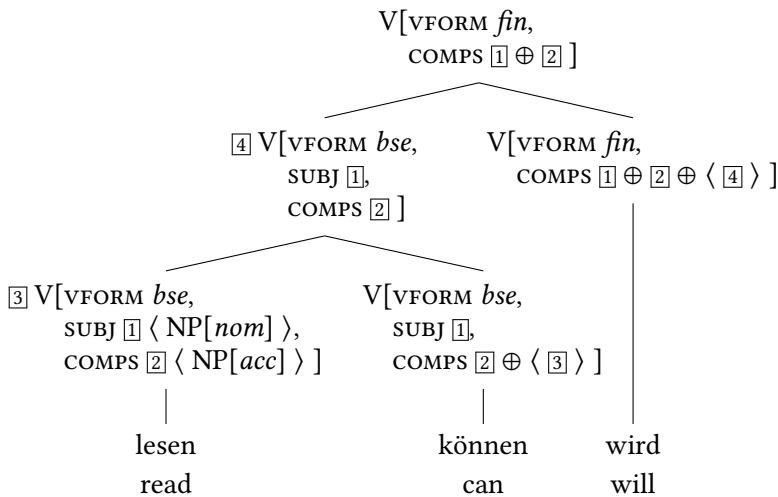 V[VFORM fin,
COMPS 1 ⊕ 2 ]
4 V[VFORM bse,
SUBJ 1,
COMPS 2 ]
V[VFORM fin,
COMPS 1 ⊕ 2 ⊕ ⟨ 4 ⟩ ]
3 V[VFORM bse,
SUBJ 1 ⟨ NP[nom] ⟩,
COMPS 2 ⟨ NP[acc] ⟩ ]
V[VFORM bse,
SUBJ 1,
COMPS 2 ⊕ ⟨ 3 ⟩ ]
lesen können wird
read can will